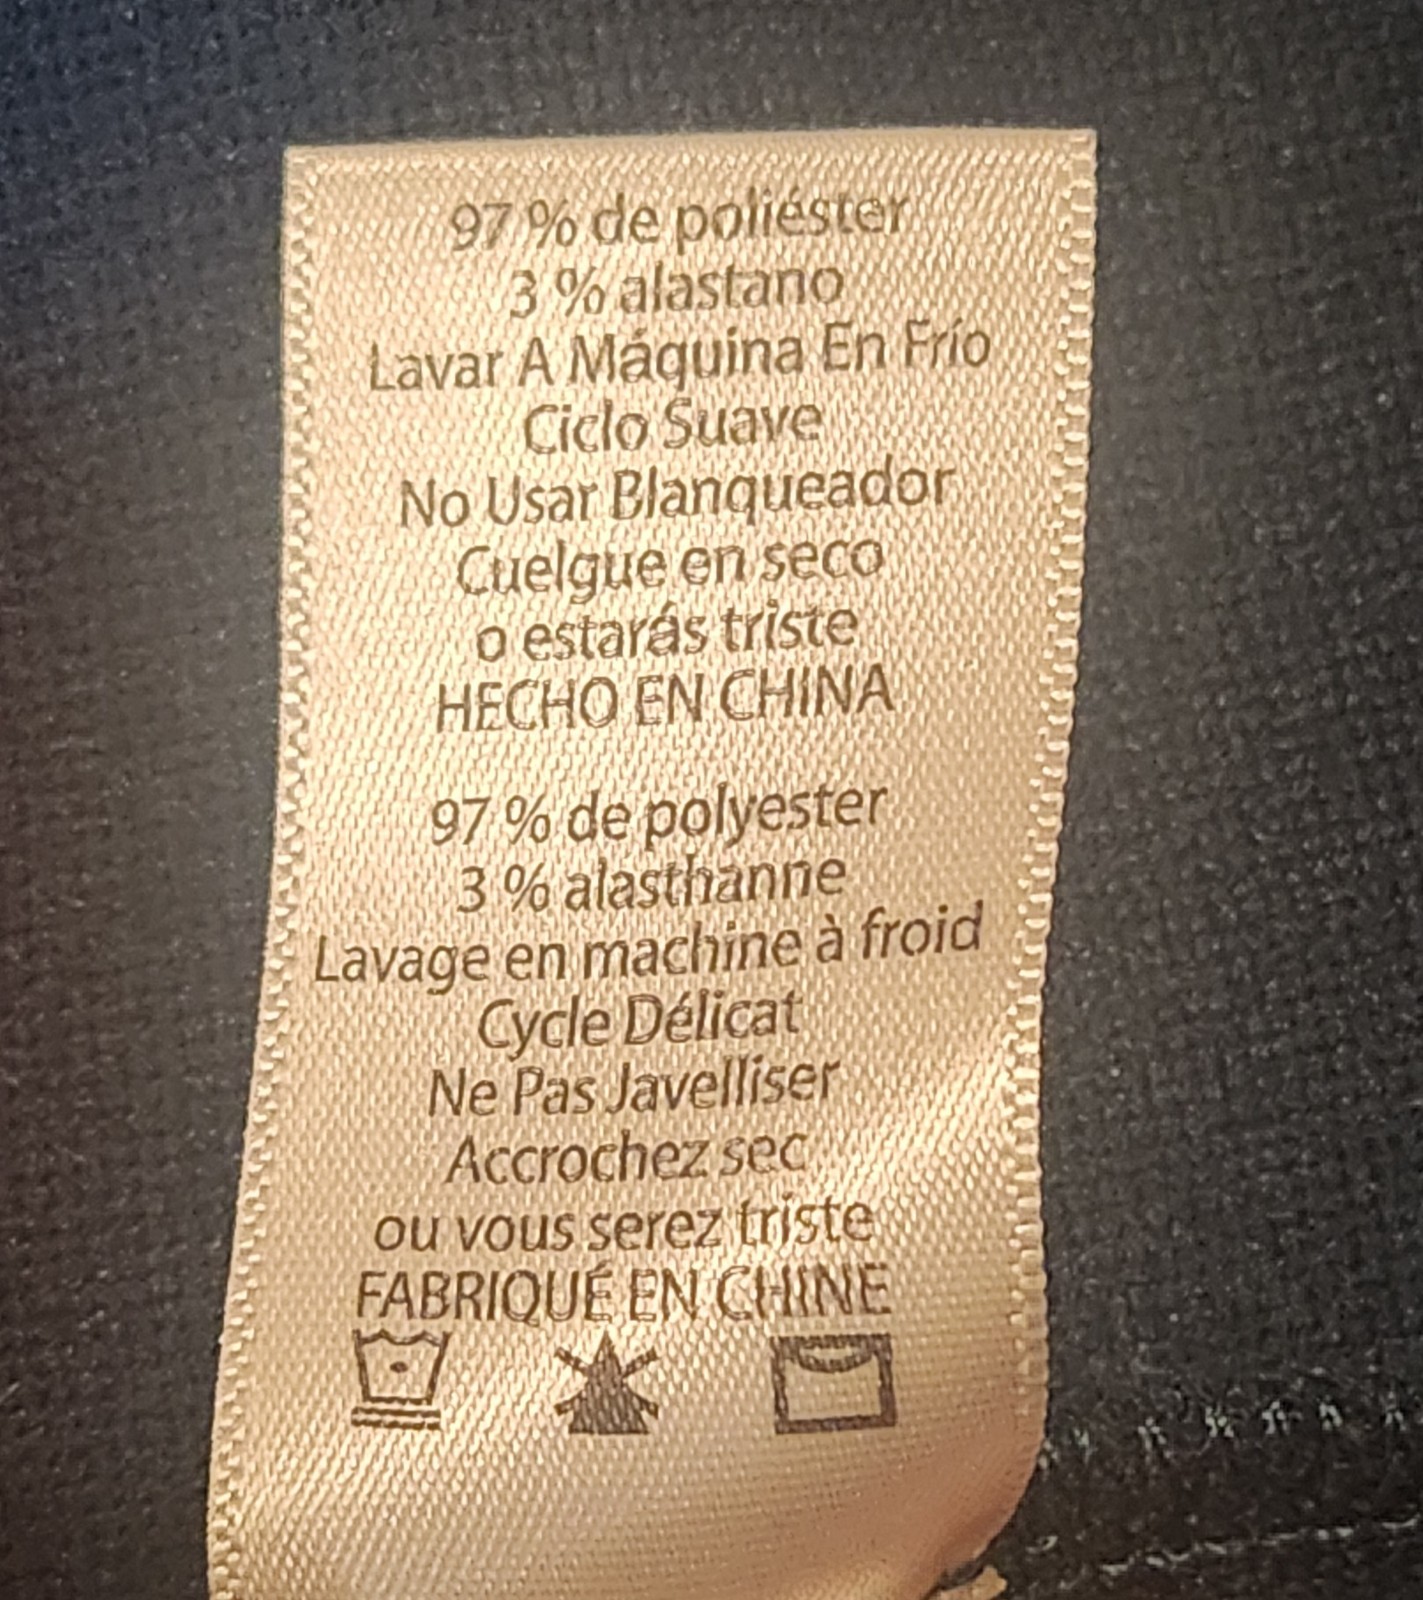 97 % de poliéster
3 % alastano
Lavar A Máquina En Frío
Ciclo Suave
No Usar Blanqueador
Cuelgue en seco
o estarás triste
HECHO EN CHINA
97 % de polyester
3 % alasthanne
Lavage en machine à froid
Cycle Délicat
Ne Pas Javelliser
Accrochez sec
ou vous serez triste
FABRIQUÉ EN CHINE